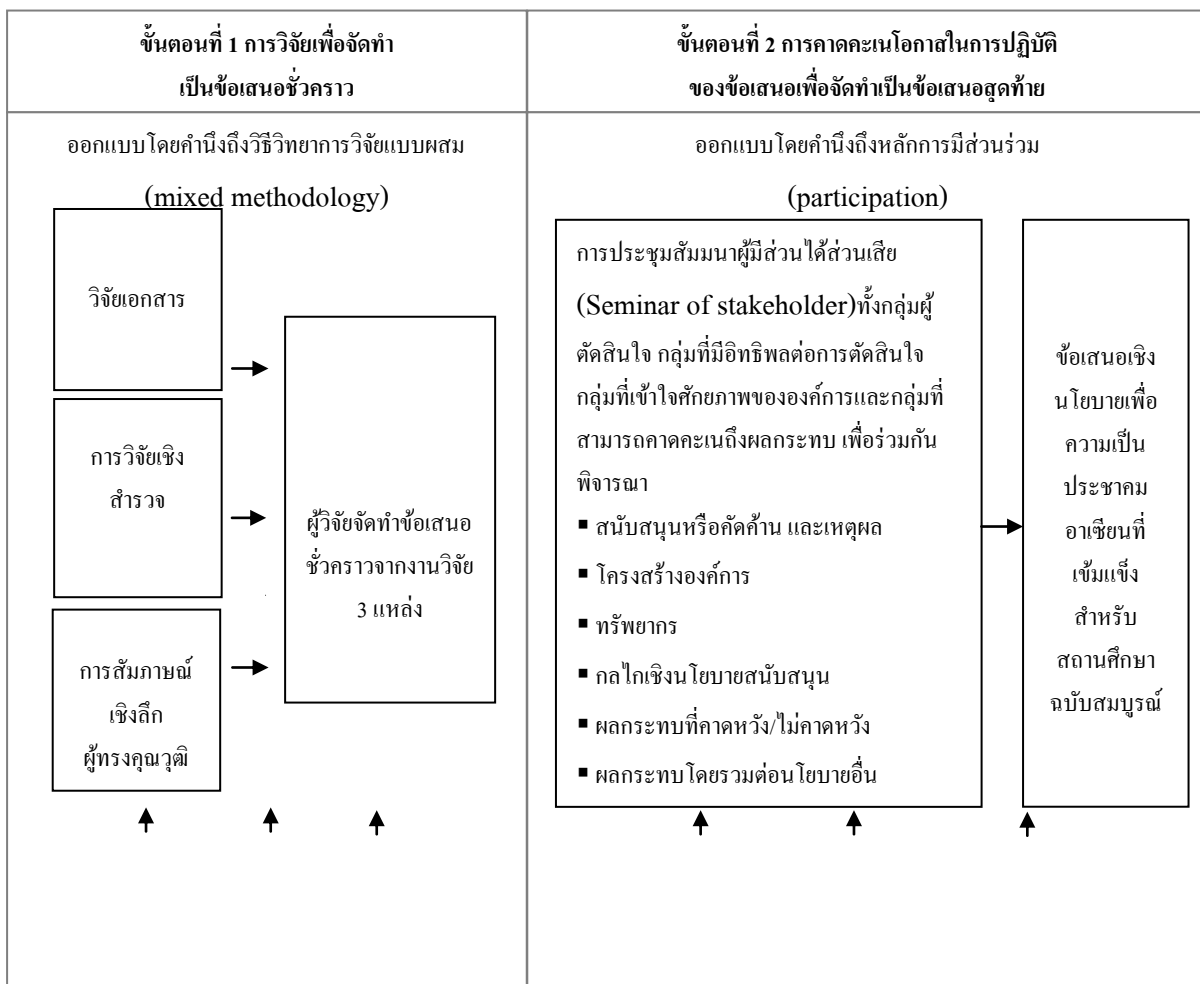 ขั้นตอนที่ 1 การวิจัยเพื่อจัดทำ
เป็นข้อเสนอชั่วคราว
ออกแบบโดยคำนึงถึงวิธีวิทยาการวิจัยแบบผสม
(mixed methodology)
วิจัยเอกสาร
การวิจัยเชิง
สำรวจ
การสัมภาษณ์
เชิงลึก
ผู้ทรงคุณวุฒิ
ผู้วิจัยจัดทำข้อเสนอ
ชั่วคราวจากงานวิจัย
3 แหล่ง
ขั้นตอนที่ 2 การคาดคะเนโอกาสในการปฏิบัติ
ของข้อเสนอเพื่อจัดทำเป็นข้อเสนอสุดท้าย
ออกแบบโดยคำนึงถึงหลักการมีส่วนร่วม
(participation)
การประชุมสัมมนาผู้มีส่วนได้ส่วนเสีย
(Seminar of stakeholder)ทั้งกลุ่มผู้
ตัดสินใจ กลุ่มที่มีอิทธิพลต่อการตัดสินใจ
กลุ่มที่เข้าใจศักยภาพขององค์การและกลุ่มที่
สามารถคาดคะเนถึงผลกระทบ เพื่อร่วมกัน
พิจารณา
▪ สนับสนุนหรือคัดค้าน และเหตุผล
▪ โครงสร้างองค์การ
▪ ทรัพยากร
▪ กลไกเชิงนโยบายสนับสนุน
▪ ผลกระทบที่คาดหวัง/ไม่คาดหวัง
▪ ผลกระทบโดยรวมต่อนโยบายอื่น
ข้อเสนอเชิง
นโยบายเพื่อ
ความเป็น
ประชาคม
อาเซียนที่
เข้มแข็ง
สำหรับ
สถานศึกษา
ฉบับสมบูรณ์